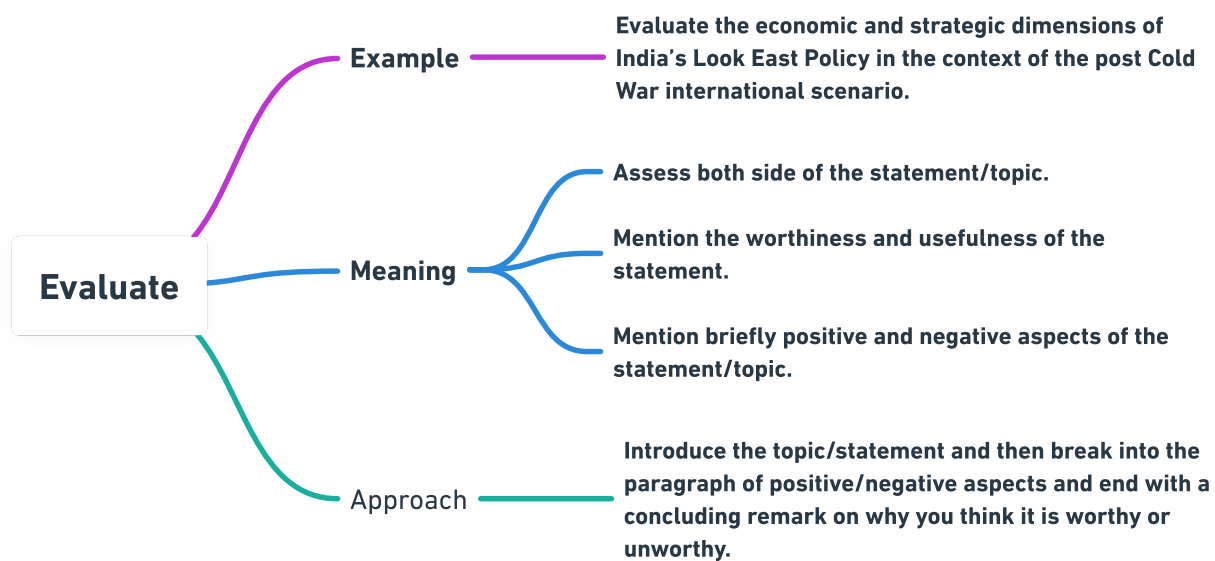 Evaluate
Example
Evaluate the economic and strategic dimensions of
India’s Look East Policy in the context of the post Cold
War international scenario.
Meaning
Assess both side of the statement/topic.
Mention the worthiness and usefulness of the
statement.
Mention briefly positive and negative aspects of the
statement/topic.
Approach
Introduce the topic/statement and then break into the
paragraph of positive/negative aspects and end with a
concluding remark on why you think it is worthy or
unworthy.